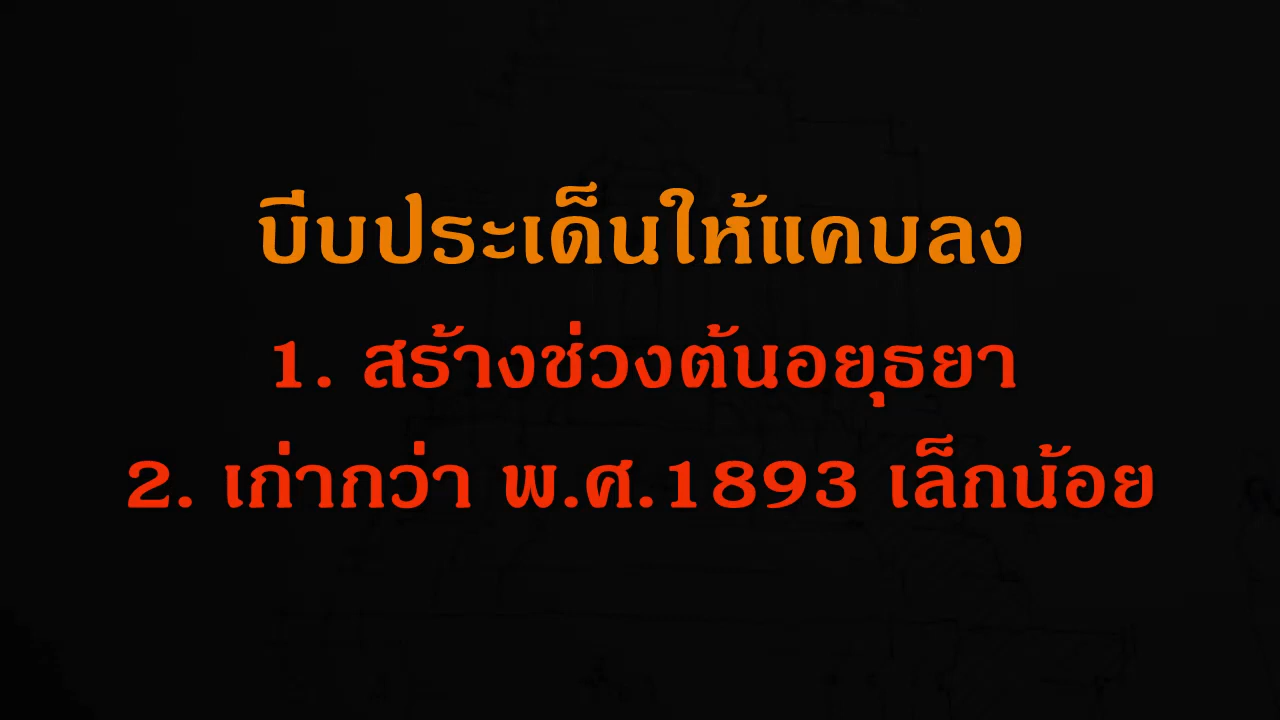 บีบประเด็นให้แคบลง
1. สร้างช่วงต้นอยุธยา
2. เก่ากว่า พ.ศ.1893 เล็กน้อย